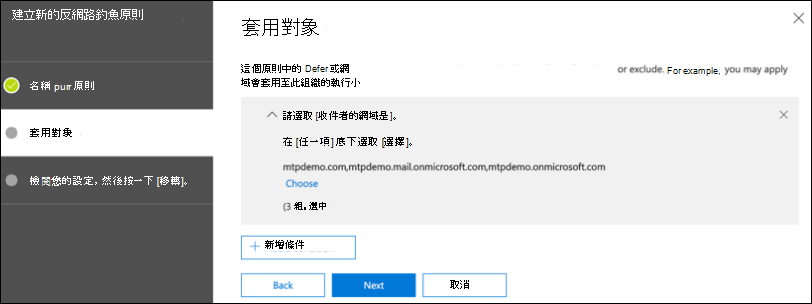 建立新的反網路釣魚原則
名稱 purr 原則
套用對象
檢閱您的設定，然後按一下 [移轉]。
套用對象
這個原則中的 Defer 或網
域會套用至此組織的執行小
or exclude. For example, you may apply
請選取 [收件者的網域是]。
在 [任一項] 底下選取 [選擇]。
mtpdemo.com,mtpdemo.mail.onmicrosoft.com,mtpdemo.onmicrosoft.com
Choose
(3 組。選中
+ 新增條件
Back
Next
取消